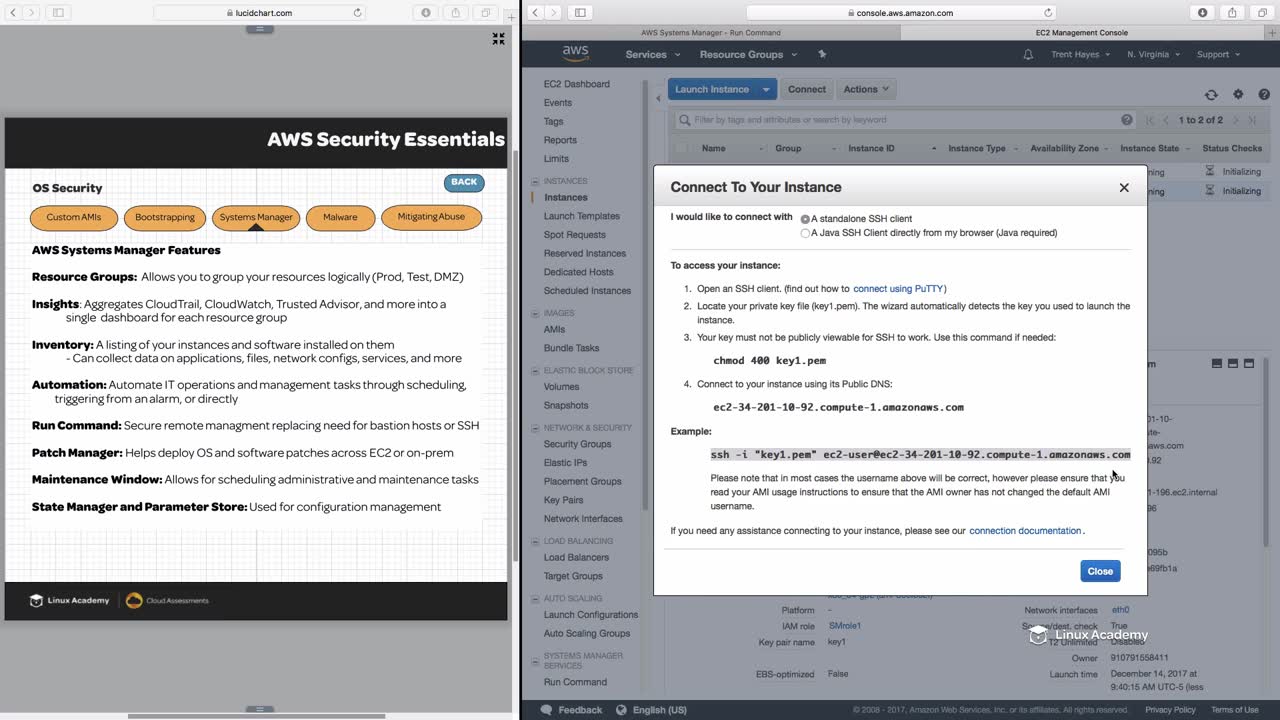 lucidchart.com
console.aws.amazon.com
AWS Systems Manager - Run Command
EC2 Management Console
aws
Services
Resource Groups
Trent Hayes
N. Virginia
Support
AWS Security Essentials
OS Security
BACK
Custom AMIs
Bootstrapping
Systems Manager
Malware
Mitigating Abuse
AWS Systems Manager Features
Resource Groups: Allows you to group your resources logically (Prod, Test, DMZ)
Insights: Aggregates CloudTrail, CloudWatch, Trusted Advisor, and more into a
single dashboard for each resource group
Inventory: A listing of your instances and software installed on them
- Can collect data on applications, files, network configs, services, and more
Automation: Automate IT operations and management tasks through scheduling,
triggering from an alarm, or directly
Run Command: Secure remote managment replacing need for bastion hosts or SSH
Patch Manager: Helps deploy OS and software patches across EC2 or on-prem
Maintenance Window: Allows for scheduling administrative and maintenance tasks
State Manager and Parameter Store: Used for configuration management
Linux Academy
Cloud Assessments
EC2 Dashboard
Events
Tags
Reports
Limits
INSTANCES
Instances
Launch Templates
Spot Requests
Reserved Instances
Dedicated Hosts
Scheduled Instances
IMAGES
AMIs
Bundle Tasks
ELASTIC BLOCK STORE
Volumes
Snapshots
NETWORK & SECURITY
Security Groups
Elastic IPs
Placement Groups
Key Pairs
Network Interfaces
LOAD BALANCING
Load Balancers
Target Groups
AUTO SCALING
Launch Configurations
Auto Scaling Groups
SYSTEMS MANAGER
SERVICES
Run Command
Launch Instance
Connect
Actions
Filter by tags and attributes or search by keyword
1 to 2 of 2
Name
Group
Instance ID
Instance Type
Availability Zone
Instance State
Status Checks
ning
Initializing
ning
Initializing
Connect To Your Instance
I would like to connect with
A standalone SSH client
A Java SSH Client directly from my browser (Java required)
To access your instance:
1. Open an SSH client. (find out how to connect using PuTTY)
2. Locate your private key file (key1.pem). The wizard automatically detects the key you used to launch the
instance.
3. Your key must not be publicly viewable for SSH to work. Use this command if needed:
chmod 400 key1.pem
4. Connect to your instance using its Public DNS:
ec2-34-201-10-92.compute-1.amazonaws.com
Example:
ssh -i "key1.pem" ec2-user@ec2-34-201-10-92.compute-1.amazonaws.com
Please note that in most cases the username above will be correct, however please ensure that you
read your AMI usage instructions to ensure that the AMI owner has not changed the default AMI
username.
If you need any assistance connecting to your instance, please see our connection documentation.
Close
m
01-10-
naws.com
0.92
-196.ec2.internal
96
095b
e69fb1a
Platform
-
IAM role
SMrole1
Key pair name
key1
EBS-optimized
False
Network interfaces
eth0
Source/dest. check
True
T2 Unlimited
Disabled
Owner
910791558411
Launch time
December 14, 2017 at
9:40:15 AM UTC-5 (less
Linux Academy
Feedback
English (US)
© 2008 - 2017, Amazon Web Services, Inc. or its affiliates. All rights reserved.
Privacy Policy
Terms of Use